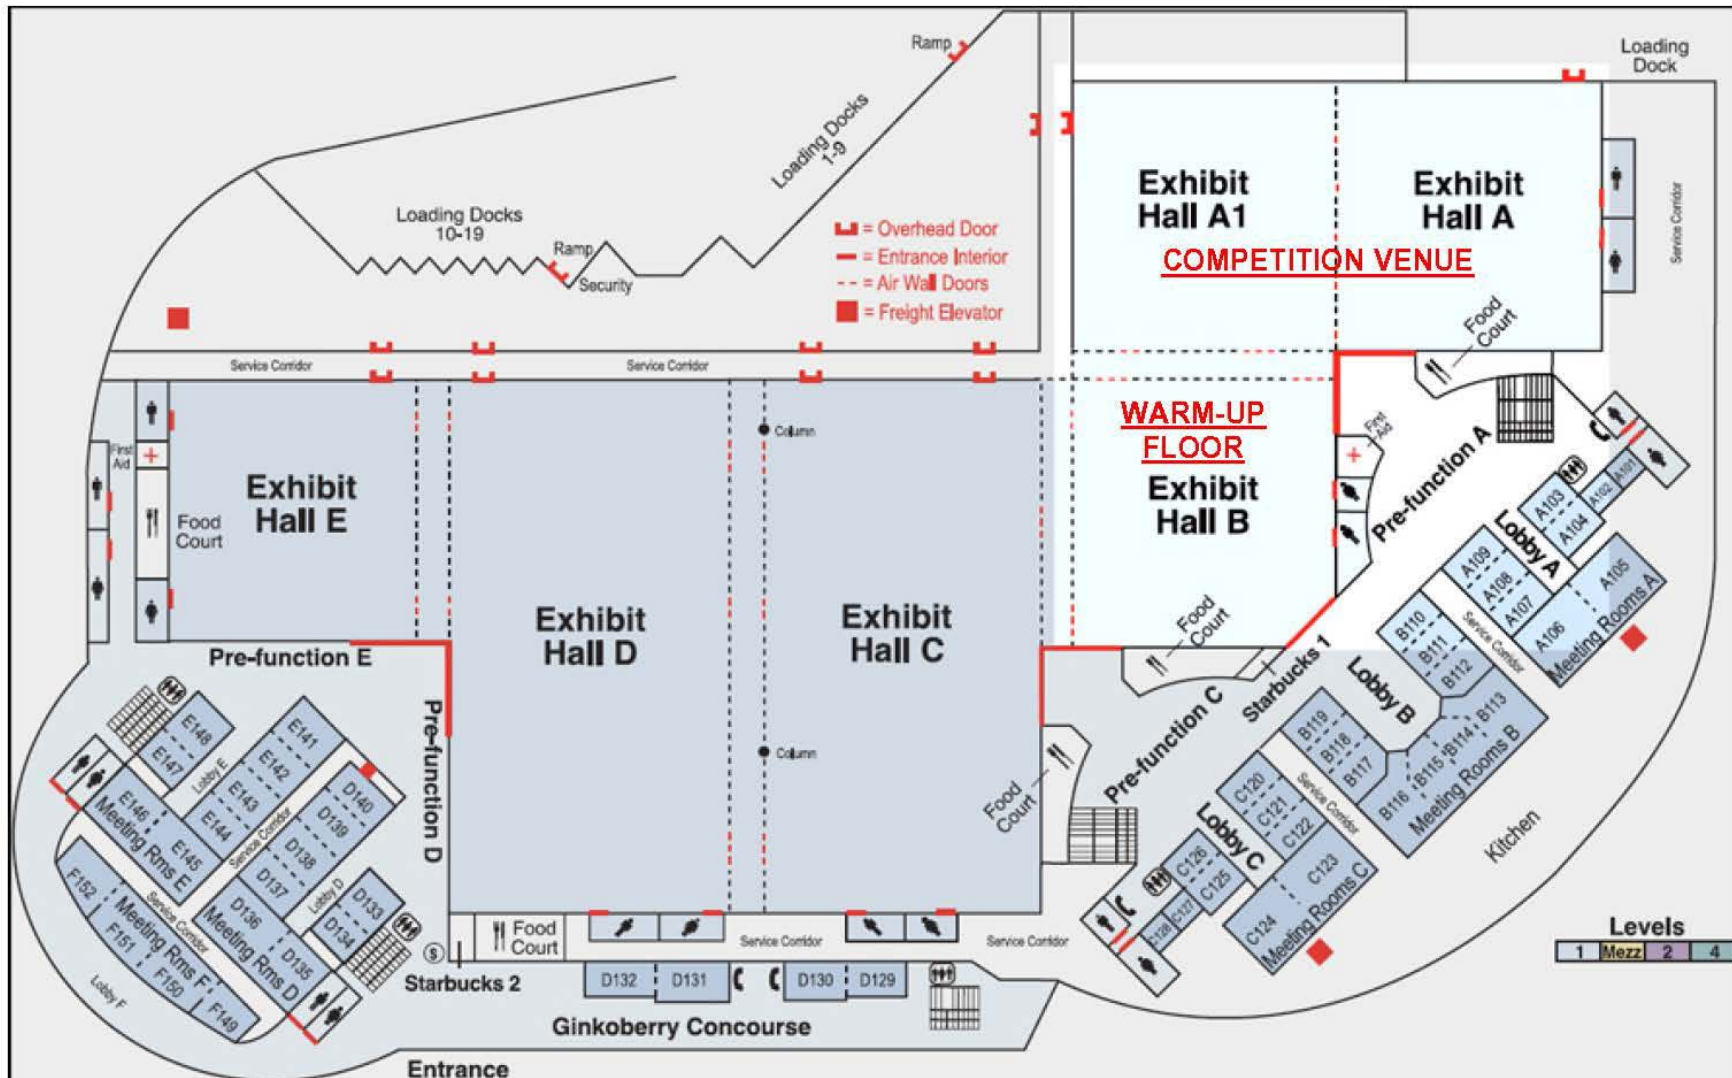 Ramp
Loading Docks
1-9
Loading
Dock
Loading Docks
10-19
Ramp
Security
= Overhead Door
= Entrance Interior
= Air Wall Doors
= Freight Elevator
Exhibit
Hall A1
Exhibit
Hall A
COMPETITION VENUE
Service Corridor
Food
Court
Service Corridor
Service Corridor
WARM-UP
FLOOR
Exhibit
Hall B
First
Aid
Pre-function A
Column
First
Aid
Food
Court
Exhibit
Hall E
Exhibit
Hall D
Exhibit
Hall C
Column
Pre-function E
Pre-function D
Food
Court
Starbucks 1
Pre-function C
Food
Court
A101
A102
A103
A104
Lobby A
A105
A106
Meeting Rooms A
A109
A108
A107
Service Corridor
B110
B111
B112
Lobby B
B113
B114
B115
B116
Meeting Rooms B
B119
B118
B117
Service Corridor
C120
C121
C122
Lobby C
C123
C124
Meeting Rooms C
C126
C125
C127
C128
Kitchen
E148
E147
Lobby E
E141
E142
E143
E144
Service Corridor
E146
E145
Meeting Rms E
D140
D139
D138
D137
Lobby D
D133
D134
D136
D135
Meeting Rms D
Service Corridor
F152
F151
F150
F149
Meeting Rms F
Lobby F
S
Starbucks 2
Food
Court
Service Corridor
Service Corridor
D132
D131
D130
D129
Ginkoberry Concourse
Entrance
Levels
1 Mezz 2 4